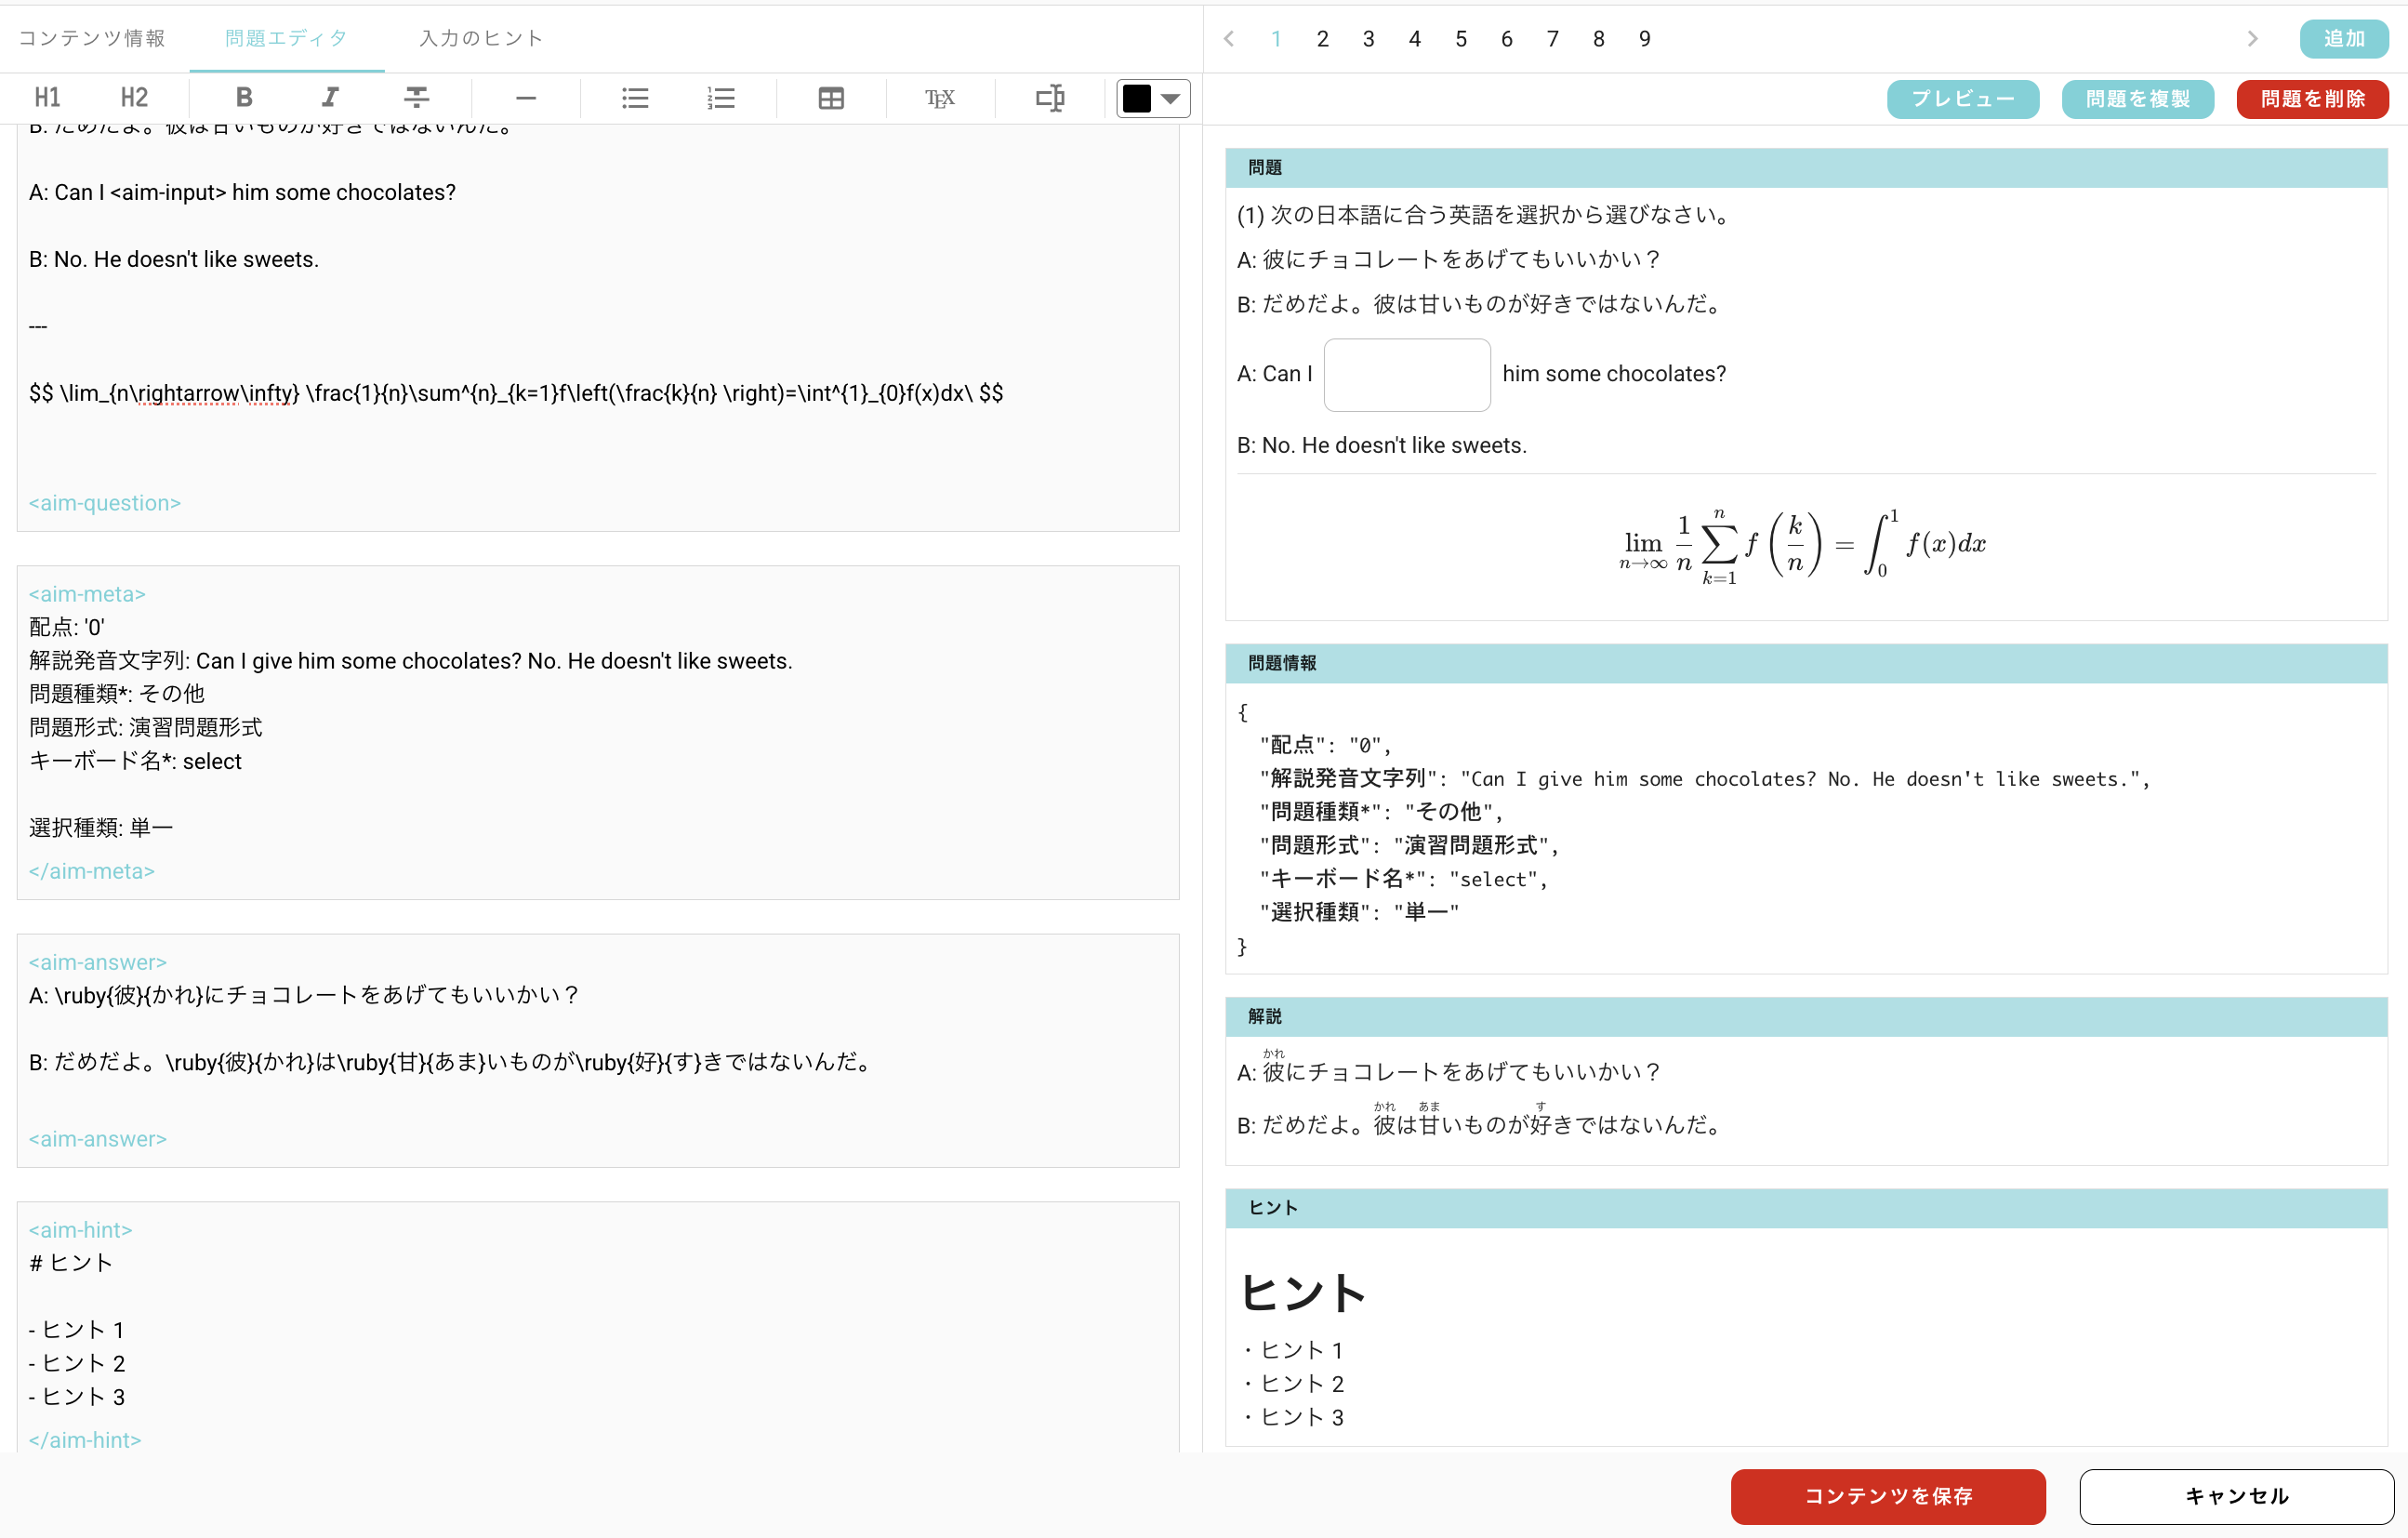 コンテンツ情報 問題エディタ 入力のヒント
H1 H2 B I T TEX
B: だめだよ。彼は甘いものが好きではないんだ。
A: Can I <aim-input> him some chocolates?
B: No. He doesn't like sweets.
---
$$ \lim_{n\rightarrow\infty} \frac{1}{n}\sum^{n}_{k=1}f\left(\frac{k}{n} \right)=\int^{1}_{0}f(x)dx\ $$
<aim-question>
<aim-meta>
配点: '0'
解説発音文字列: Can I give him some chocolates? No. He doesn't like sweets.
問題種類*: その他
問題形式: 演習問題形式
キーボード名*: select
選択種類: 単一
</aim-meta>
<aim-answer>
A: \ruby{彼}{かれ}にチョコレートをあげてもいいかい？
B: だめだよ。\ruby{彼}{かれ}は\ruby{甘}{あま}いものが\ruby{好}{す}きではないんだ。
<aim-answer>
<aim-hint>
# ヒント
- ヒント 1
- ヒント 2
- ヒント 3
</aim-hint>
1 2 3 4 5 6 7 8 9 追加
プレビュー 問題を複製 問題を削除
問題
(1) 次の日本語に合う英語を選択から選びなさい。
A: 彼にチョコレートをあげてもいいかい？
B: だめだよ。彼は甘いものが好きではないんだ。
A: Can I him some chocolates?
B: No. He doesn't like sweets.
lim n→∞ 1/n ∑ n k=1 f (k/n) = ∫ 1 0 f(x)dx
問題情報
{
"配点": "0",
"解説発音文字列": "Can I give him some chocolates? No. He doesn't like sweets.",
"問題種類*": "その他",
"問題形式": "演習問題形式",
"キーボード名*": "select",
"選択種類": "単一"
}
解説
かれ
A: 彼にチョコレートをあげてもいいかい？
かれ あま す
B: だめだよ。彼は甘いものが好きではないんだ。
ヒント
ヒント
・ヒント 1
・ヒント 2
・ヒント 3
コンテンツを保存 キャンセル